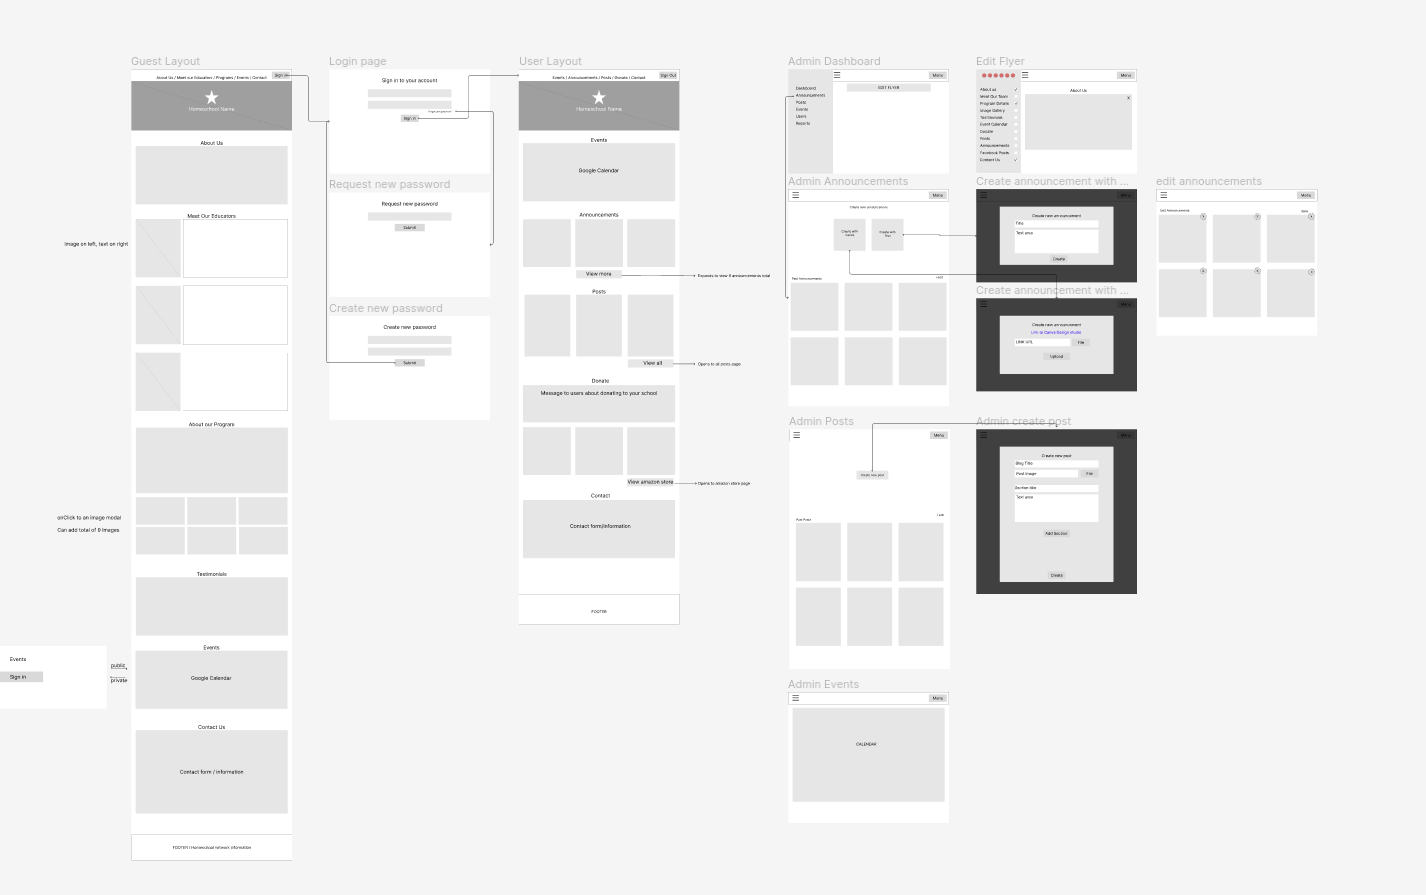 Guest Layout
About Us / Meet our Educators / Programs / Events / Contact
Sign in
Homeschool Name
About Us
Meet Our Educators
Image on left, text on right
About our Program
onClick to an image modal
Can add total of 9 images
Testimonials
Events
Google Calendar
Events
Sign in
public
private
Contact Us
Contact form / information
FOOTER / Homeschool network information
Login page
Sign in to your account
Sign in
Request new password
Request new password
Submit
Create new password
Create new password
Submit
User Layout
Events / Announcements / Posts / Donate / Contact
Sign Out
Homeschool Name
Events
Google Calendar
Announcements
View more
Expands to view 9 announcements total
Posts
View all
Opens to all posts page
Donate
Message to users about donating to your school
View amazon store
Opens to amazon store page
Contact
Contact form/information
FOOTER
Admin Dashboard
Menu
Dashboard
Announcements
Posts
Events
Users
Reports
EDIT FLYER
Edit Flyer
Menu
About us
Meet Our Team
Program Details
Image Gallery
Testimonials
Event Calendar
Donate
Posts
Announcements
Facebook Posts
Contact Us
About Us
X
Admin Announcements
Menu
Create new announcements
Create with canva
Create with Text
Past Announcements
Create announcement with ...
Menu
Create new announcement
Title
Text area
Create
Create announcement with ...
Menu
Create new announcement
Link to Canva Design studio
LINK URL
File
Upload
edit announcements
Menu
Edit Announcements
Admin Posts
Menu
Create new post
Past Posts
Admin create post
Menu
Create new post
Blog Title
Post Image
File
Section title
Text area
Add Section
Create
Admin Events
Menu
CALENDAR